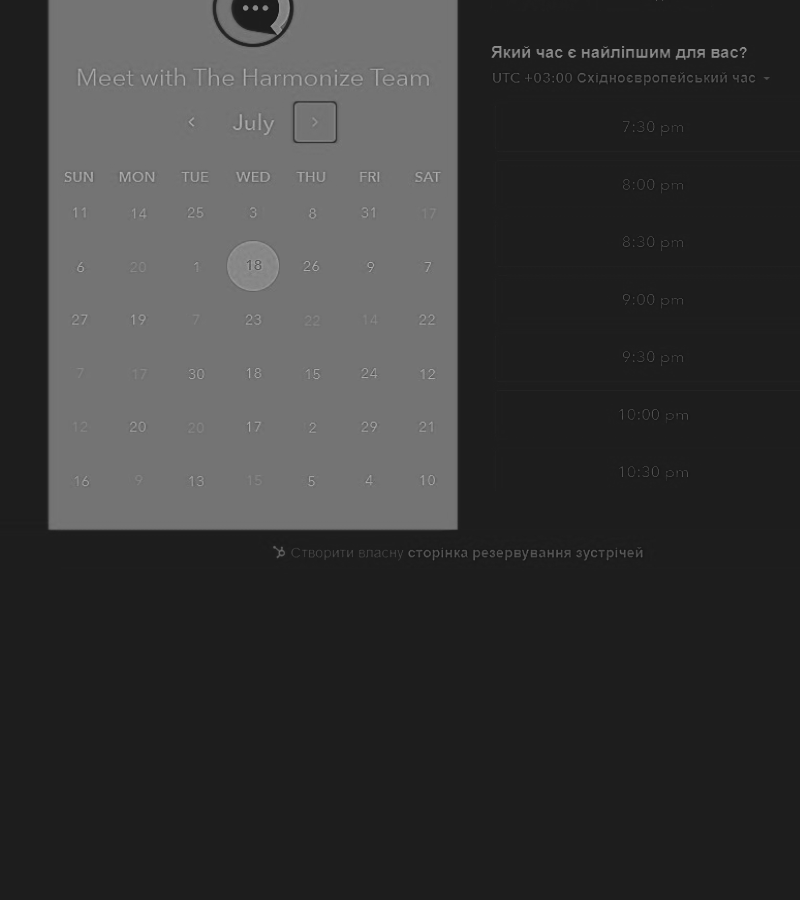 Meet with The Harmonize Team
July
SUN MON TUE WED THU FRI SAT
11 14 25 3 8 31 17
6 20 1 18 26 9 7
27 19 7 23 22 14 22
7 17 30 18 15 24 12
12 20 20 17 2 29 21
16 9 13 15 5 4 10
Який час є найліпшим для вас?
UTC +03:00 Східноєвропейський час
7:30 pm
8:00 pm
8:30 pm
9:00 pm
9:30 pm
10:00 pm
10:30 pm
Створити власну сторінка резервування зустрічей